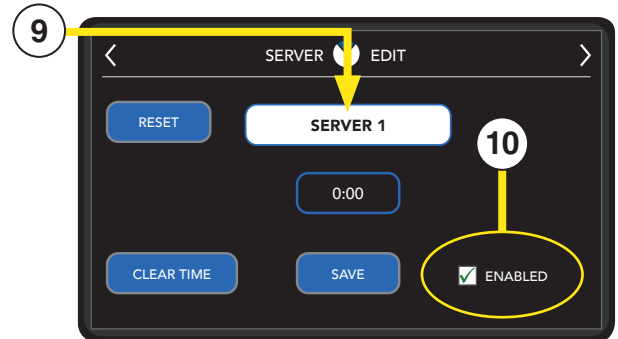 9
SERVER EDIT
RESET
SERVER 1
10
0:00
CLEAR TIME
SAVE
ENABLED